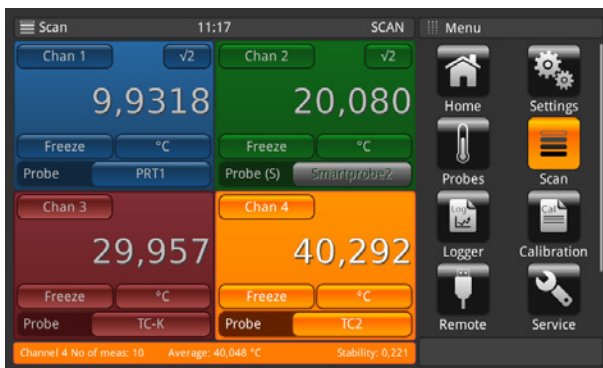 Scan 11:17 SCAN
Menu
Chan 1 √2
9,9318
Freeze °C
Probe PRT1
Chan 2 √2
20,080
Freeze °C
Probe (S) Smartprobe2
Chan 3
29,957
Freeze °C
Probe TC-K
Chan 4
40,292
Freeze °C
Probe TC2
Channel 4 No of meas: 10 Average: 40,048 °C Stability: 0,221
Home Settings
Probes Scan
Log
Cal
Logger Calibration
Remote Service